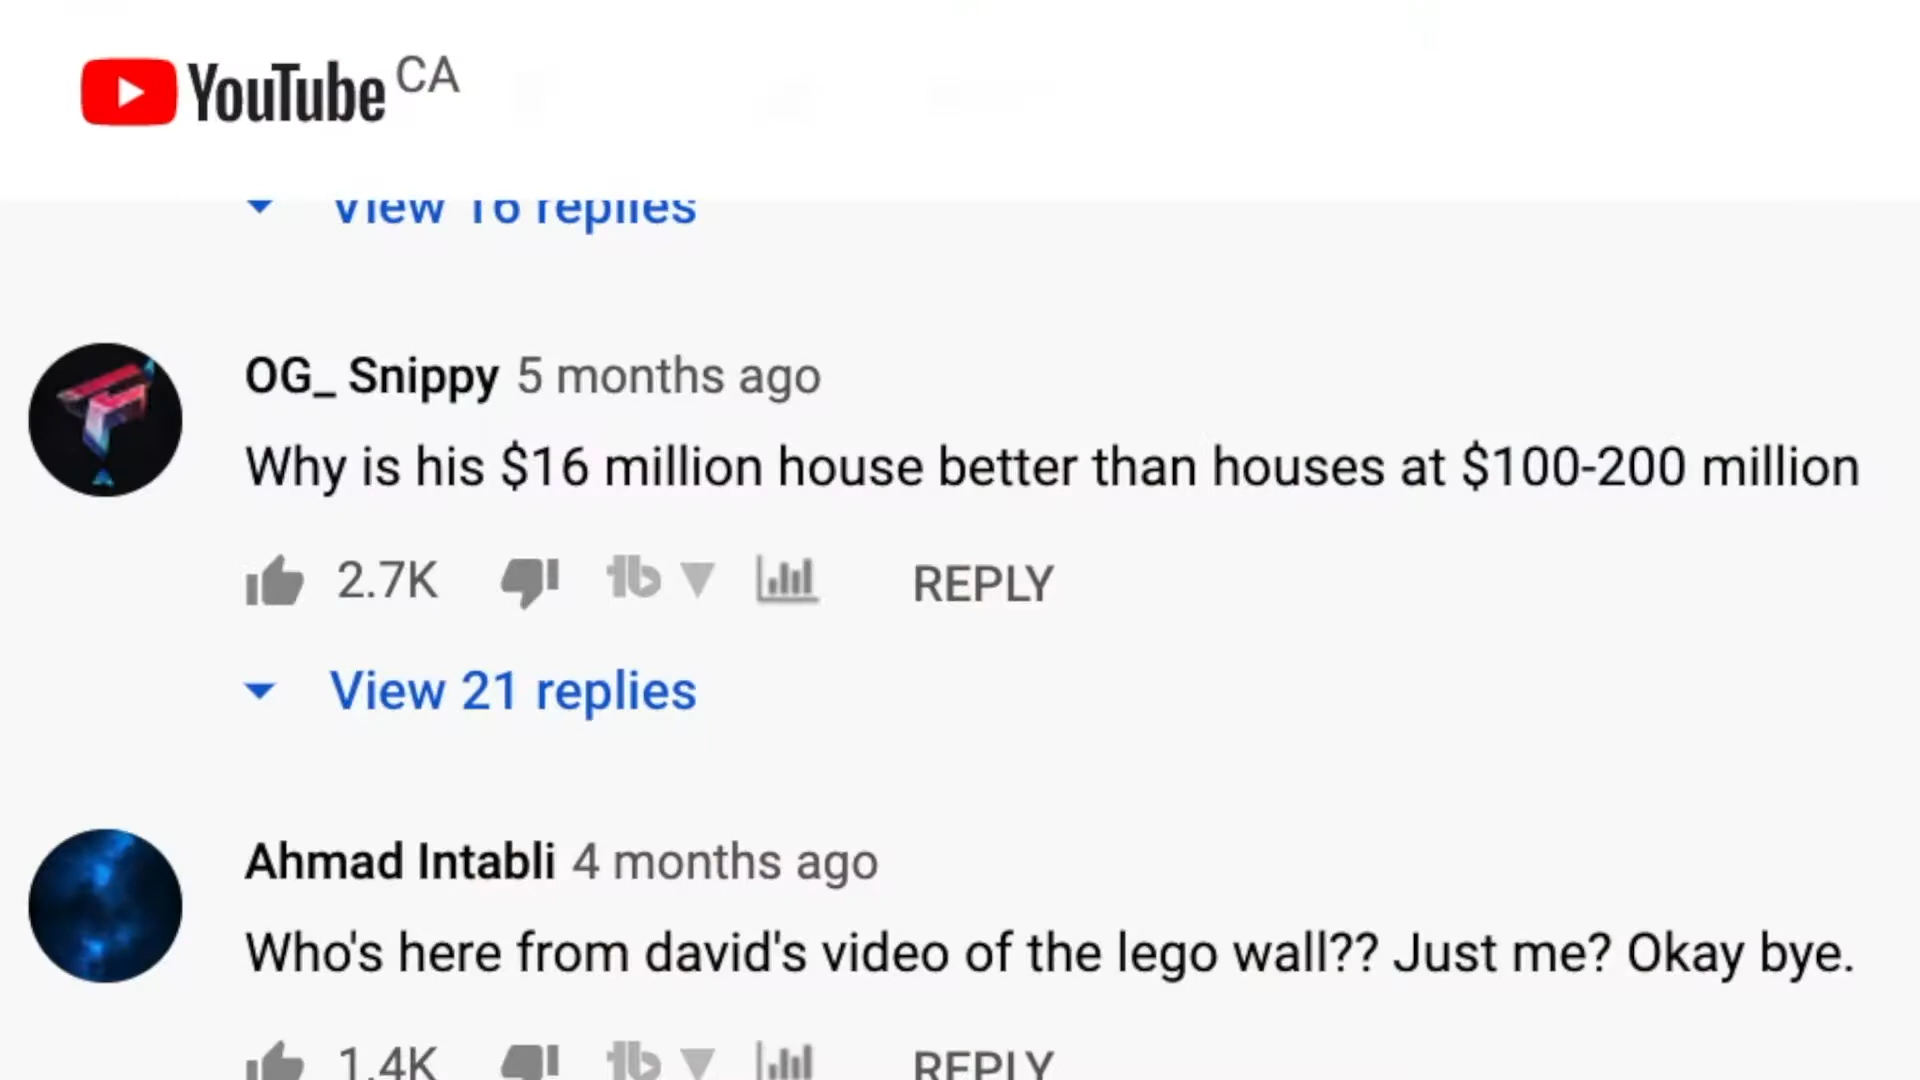 YouTube CA
View 16 replies
OG_ Snippy 5 months ago
Why is his $16 million house better than houses at $100-200 million
2.7K REPLY
View 21 replies
Ahmad Intabli 4 months ago
Who's here from david's video of the lego wall?? Just me? Okay bye.
1.4K REPLY